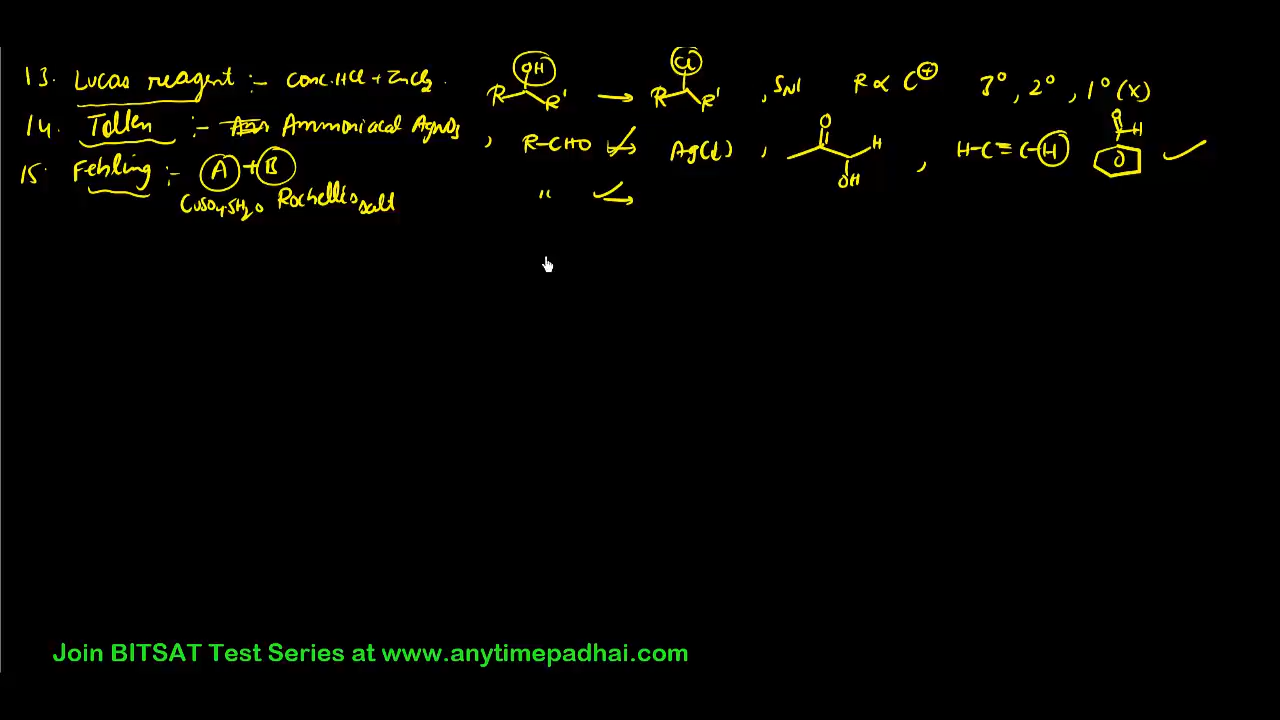 13. Lucas reagent :- Conc.HCl + ZnCl2. R OH R' → R Cl R' , SN1 R ∝ C⊕ 3°, 2°, 1° (x)
14. Tollen :- Ammoniacal AgNO3 , R-CHO → Ag(↓) , O H OH , H-C≡C-H O H
15. Fehling :- A + B " →
CuSO4.5H2O Rochelle salt
Join BITSAT Test Series at www.anytimepadhai.com